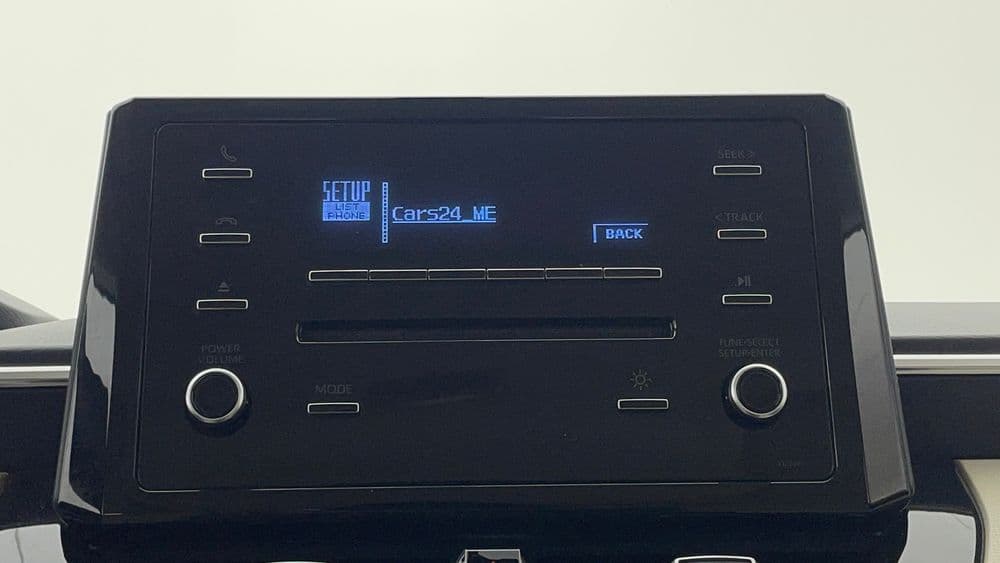 SEEK >
SETUP
LIST
PHONE
Cars24_ME
< TRACK
BACK
POWER
VOLUME
TUNE/SELECT
SETUP-ENTER
MODE